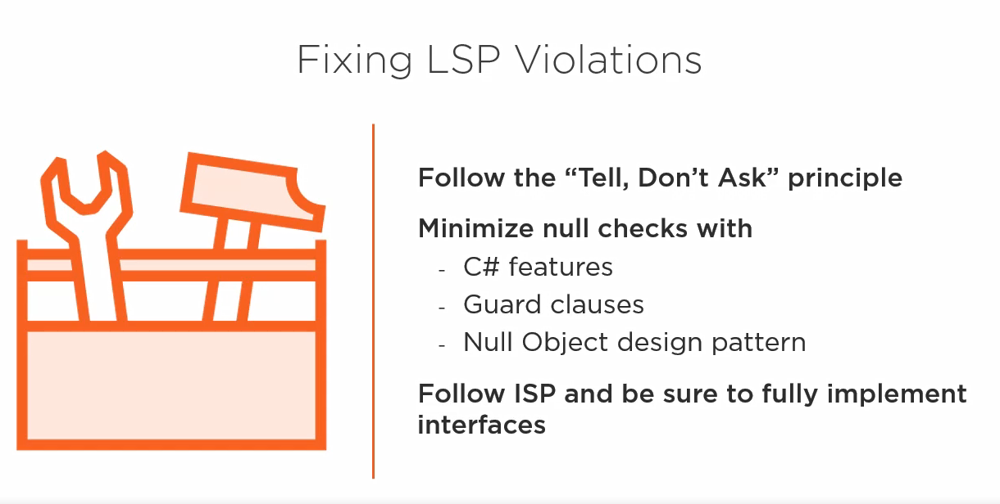 Fixing LSP Violations
Follow the “Tell, Don’t Ask” principle
Minimize null checks with
- C# features
- Guard clauses
- Null Object design pattern
Follow ISP and be sure to fully implement
interfaces